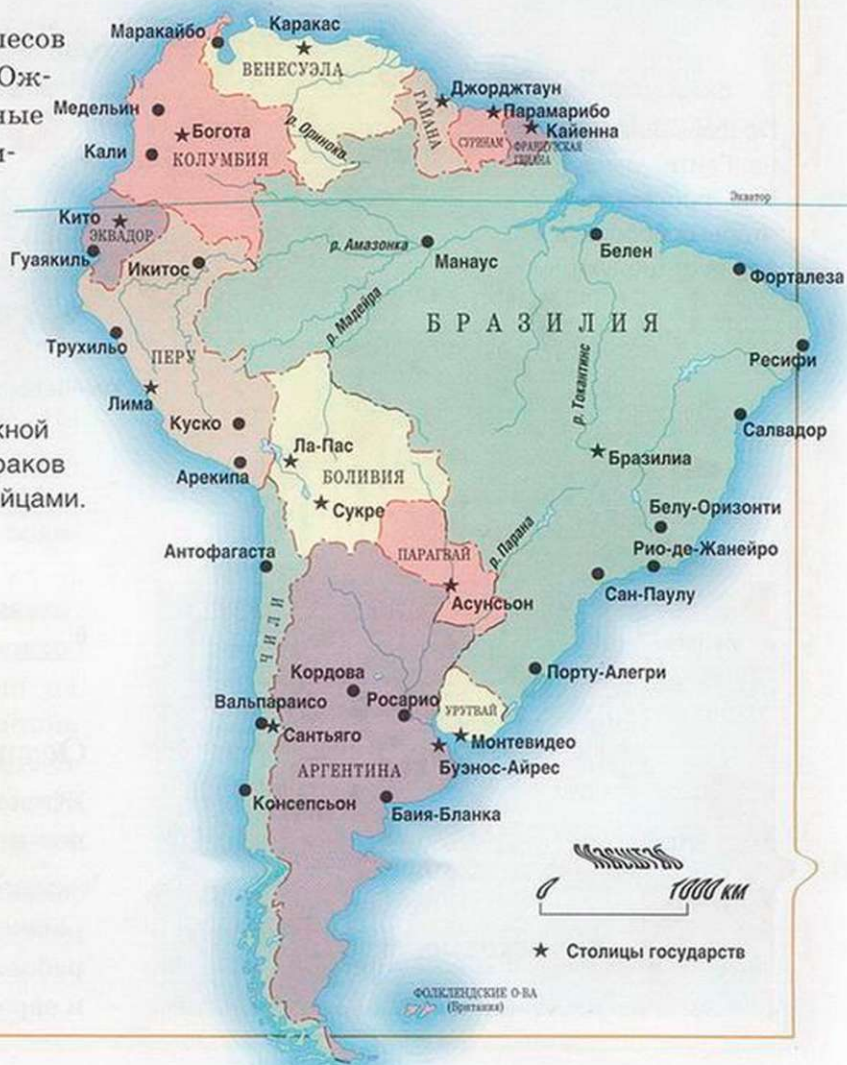 Маракайбо
Каракас
ВЕНЕСУЭЛА
лесов
Ож-
ные
Медельин
Джорджтаун
Парамарибо
Кайенна
ГАЙАНА
СУРИНАМ
ФРАНЦУЗСКАЯ
ГВИАНА
Богота
р. Ориноко
Кали
КОЛУМБИЯ
Экватор
Кито
ЭКВАДОР
Гуаякиль
Икитос
р. Амазонка
Манаус
Белен
Форталеза
р. Мадейра
БРАЗИЛИЯ
Трухильо
ПЕРУ
р. Токантинс
Ресифи
Лима
Куско
Салвадор
жной
раков
йцами.
Ла-Пас
Арекипа
БОЛИВИЯ
Бразилиа
Сукре
Белу-Оризонти
Антофагаста
ПАРАГВАЙ
р. Парана
Рио-де-Жанейро
Асунсьон
Сан-Паулу
ЧИЛИ
Кордова
Порту-Алегри
Вальпараисо
Росарио
УРУГВАЙ
Сантьяго
Монтевидео
АРГЕНТИНА
Буэнос-Айрес
Консепсьон
Баия-Бланка
Масштаб
0 1000 км
Столицы государств
ФОЛКЛЕНДСКИЕ О-ВА
(Британия)